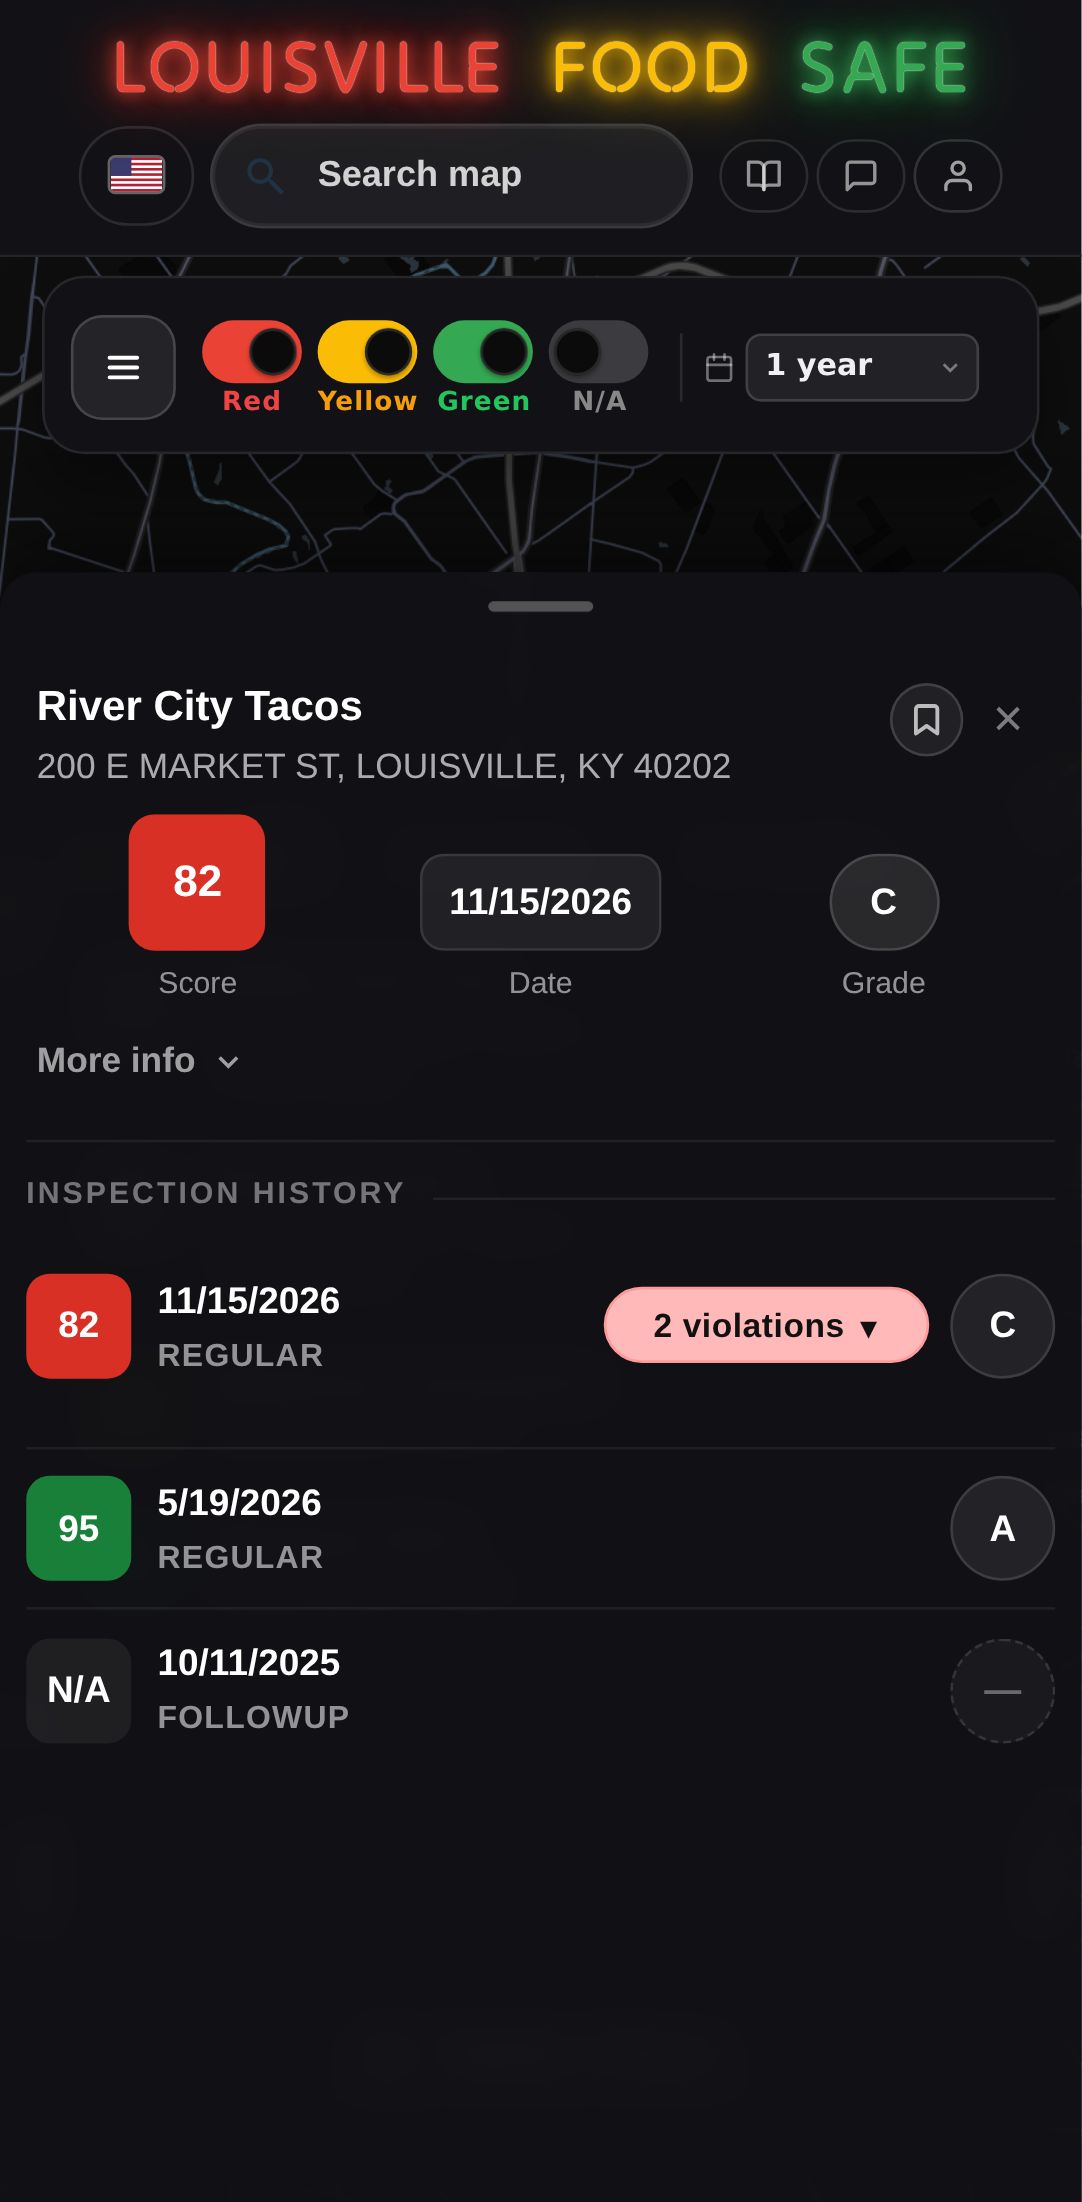 LOUISVILLE FOOD SAFE
Search map
Red
Yellow
Green
N/A
1 year
River City Tacos
200 E MARKET ST, LOUISVILLE, KY 40202
82
11/15/2026
C
Score
Date
Grade
More info
INSPECTION HISTORY
82
11/15/2026
REGULAR
2 violations ▼
C
95
5/19/2026
REGULAR
A
N/A
10/11/2025
FOLLOWUP
—